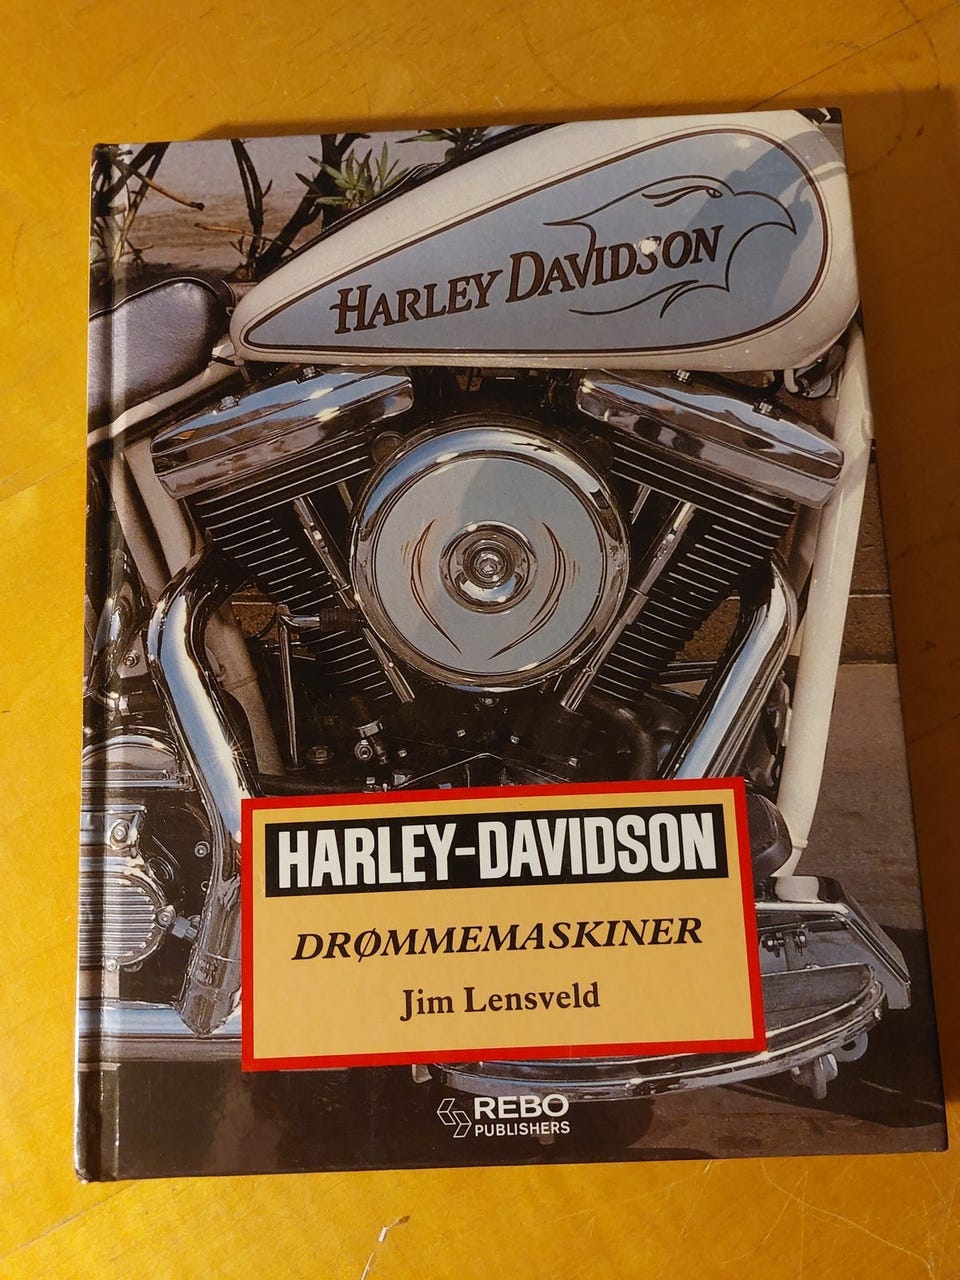 HARLEY DAVIDSON
HARLEY-DAVIDSON
DRØMMEMASKINER
Jim Lensveld
REBO
PUBLISHERS